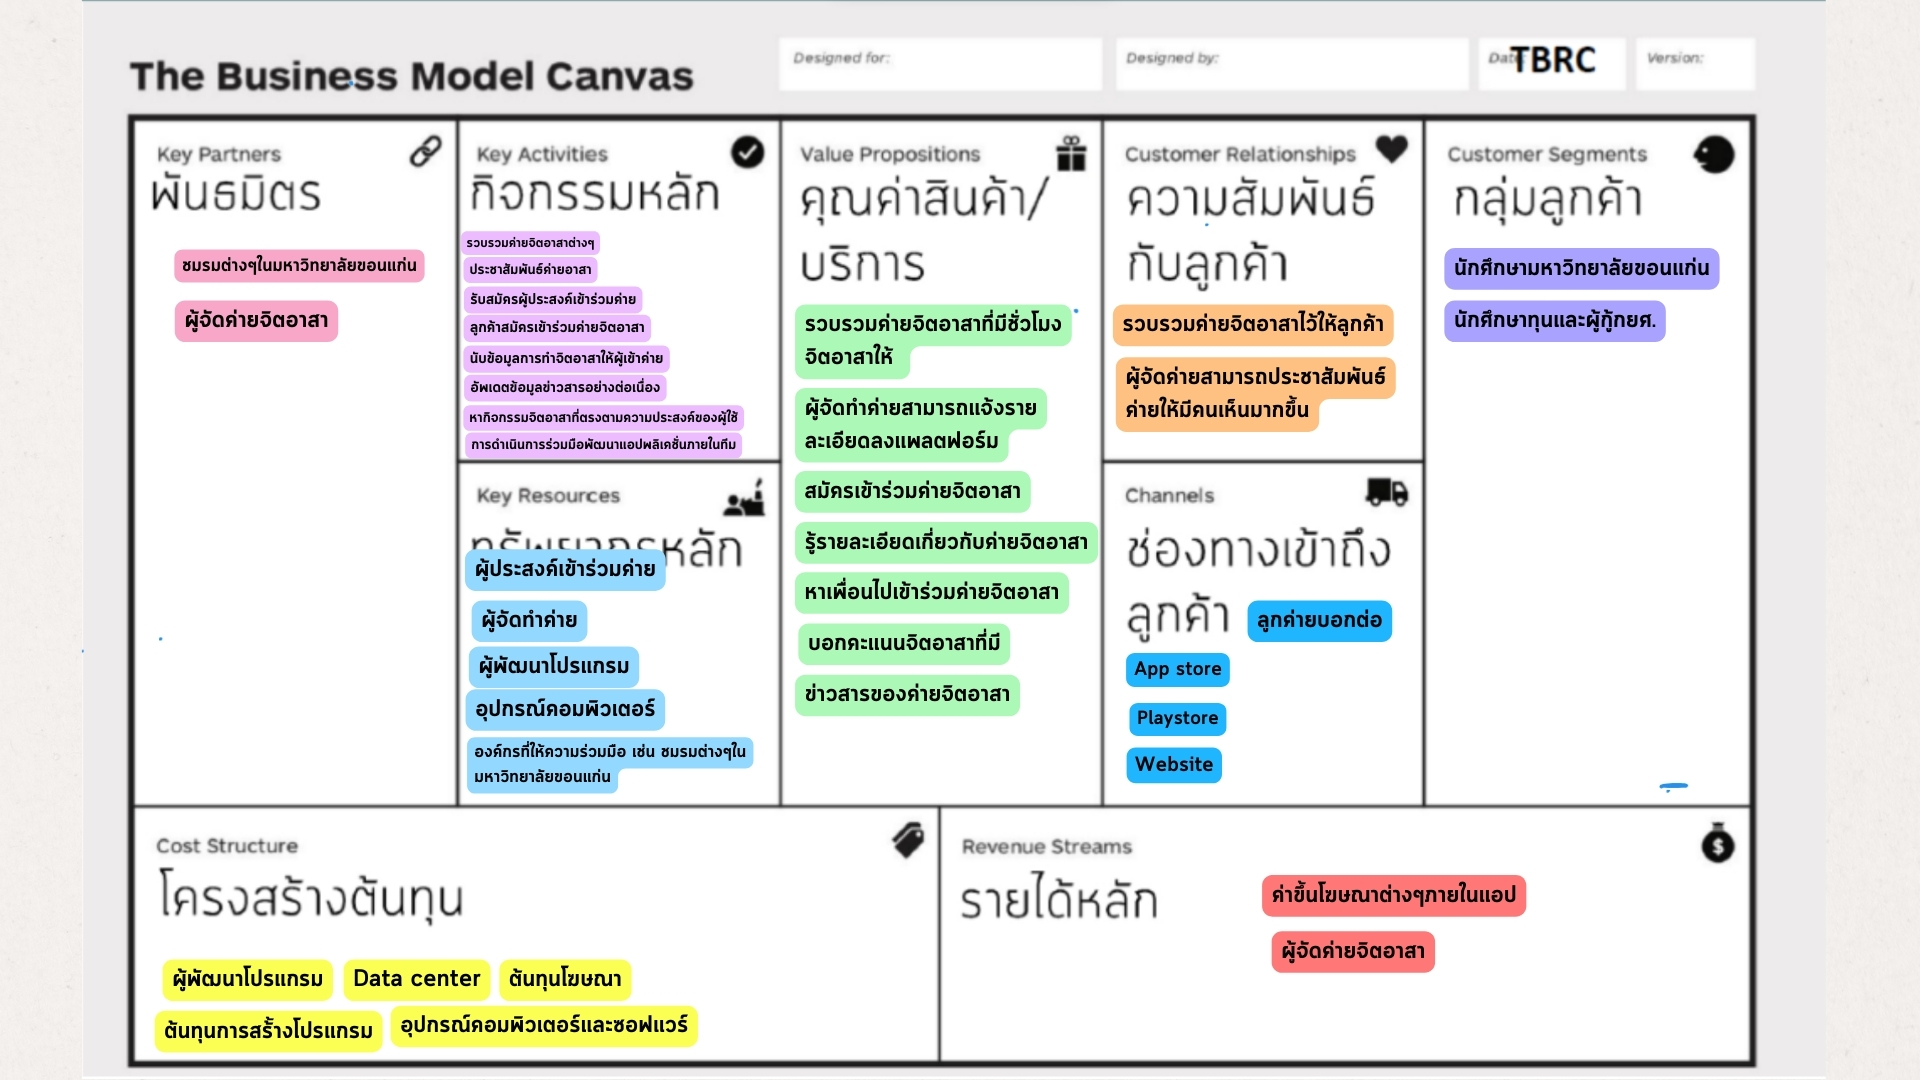 The Business Model Canvas
Designed for:
Designed by:
TBRC
Version:
Key Partners
พันธมิตร
ชมรมต่างๆในมหาวิทยาลัยขอนแก่น
ผู้จัดค่ายจิตอาสา
Key Activities
กิจกรรมหลัก
รวบรวมค่ายจิตอาสาต่างๆ
ประชาสัมพันธ์ค่ายอาสา
รับสมัครผู้ประสงค์เข้าร่วมค่าย
ลูกค้าสมัครเข้าร่วมค่ายจิตอาสา
นับข้อมูลการทำจิตอาสาให้ผู้เข้าค่าย
อัพเดตข้อมูลข่าวสารอย่างต่อเนื่อง
หากิจกรรมจิตอาสาที่ตรงตามความประสงค์ของผู้ใช้
การดำเนินการร่วมมือพัฒนาแอปพลิเคชั่นภายในทีม
Key Resources
ทรัพยากรหลัก
ผู้ประสงค์เข้าร่วมค่าย
ผู้จัดทำค่าย
ผู้พัฒนาโปรแกรม
อุปกรณ์คอมพิวเตอร์
องค์กรที่ให้ความร่วมมือ เช่น ชมรมต่างๆใน
มหาวิทยาลัยขอนแก่น
Value Propositions
คุณค่าสินค้า/
บริการ
รวบรวมค่ายจิตอาสาที่มีชั่วโมง
จิตอาสาให้
ผู้จัดทำค่ายสามารถแจ้งราย
ละเอียดลงแพลตฟอร์ม
สมัครเข้าร่วมค่ายจิตอาสา
รู้รายละเอียดเกี่ยวกับค่ายจิตอาสา
หาเพื่อนไปเข้าร่วมค่ายจิตอาสา
บอกคะแนนจิตอาสาที่มี
ข่าวสารของค่ายจิตอาสา
Customer Relationships
ความสัมพันธ์
กับลูกค้า
รวบรวมค่ายจิตอาสาไว้ให้ลูกค้า
ผู้จัดค่ายสามารถประชาสัมพันธ์
ค่ายให้มีคนเห็นมากขึ้น
Channels
ช่องทางเข้าถึง
ลูกค้า
ลูกค่ายบอกต่อ
App store
Playstore
Website
Customer Segments
กลุ่มลูกค้า
นักศึกษามหาวิทยาลัยขอนแก่น
นักศึกษาทุนและผู้กู้กยศ.
Cost Structure
โครงสร้างต้นทุน
ผู้พัฒนาโปรแกรม
Data center
ต้นทุนโฆษณา
ต้นทุนการสร้างโปรแกรม
อุปกรณ์คอมพิวเตอร์และซอฟแวร์
Revenue Streams
รายได้หลัก
ค่าขึ้นโฆษณาต่างๆภายในแอป
ผู้จัดค่ายจิตอาสา